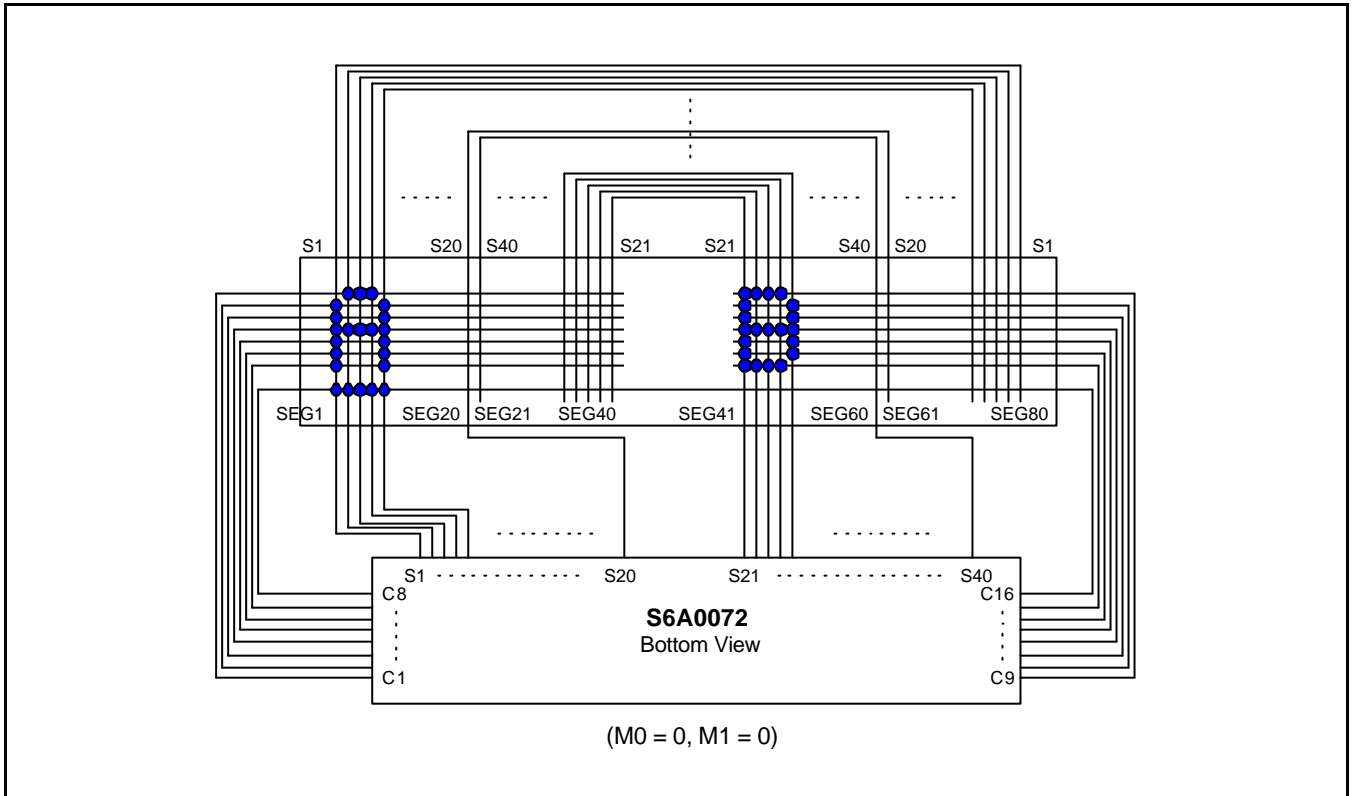 S1 S20 S40 S21 S21 S40 S20 S1
SEG1 SEG20 SEG21 SEG40 SEG41 SEG60 SEG61 SEG80
S1 S20 S21 S40
C8 C16
S6A0072
Bottom View
C1 C9
(M0 = 0, M1 = 0)